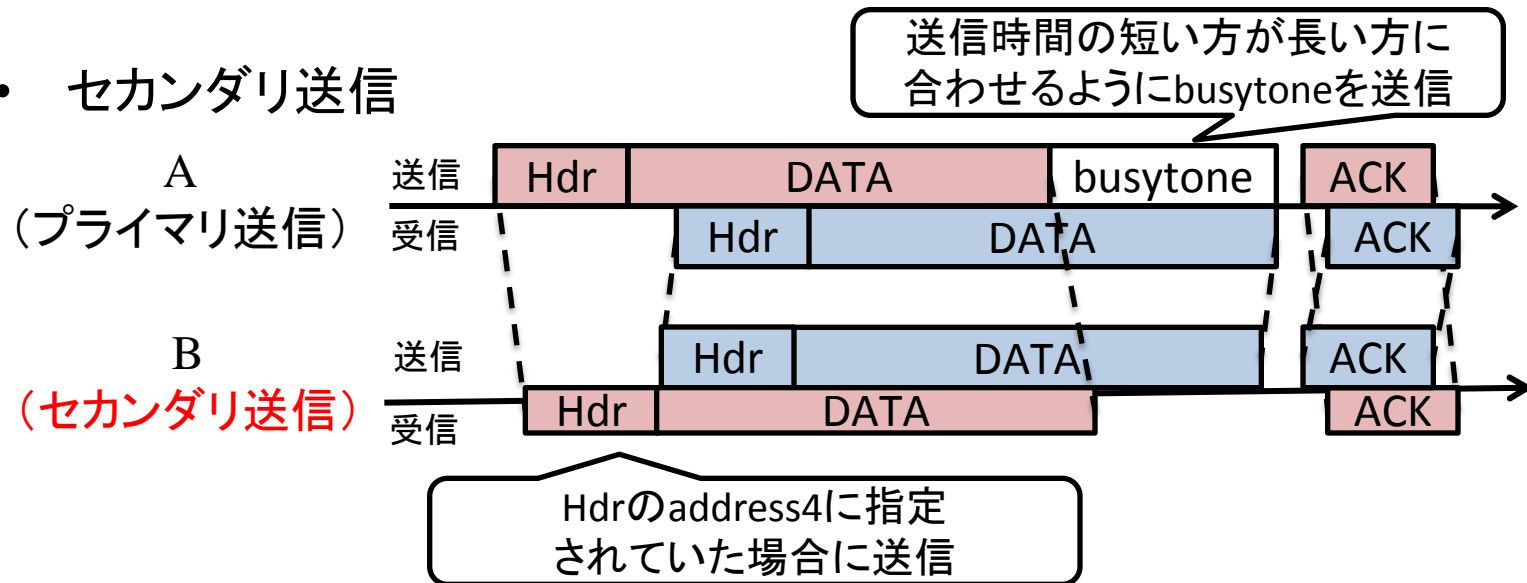 送信時間の短い方が長い方に
合わせるようにbusytoneを送信
• セカンダリ送信
A
（プライマリ送信）
送信
Hdr DATA busytone ACK
受信
Hdr DATA ACK
B
（セカンダリ送信）
送信
Hdr DATA ACK
受信
Hdr DATA ACK
Hdrのaddress4に指定
されていた場合に送信